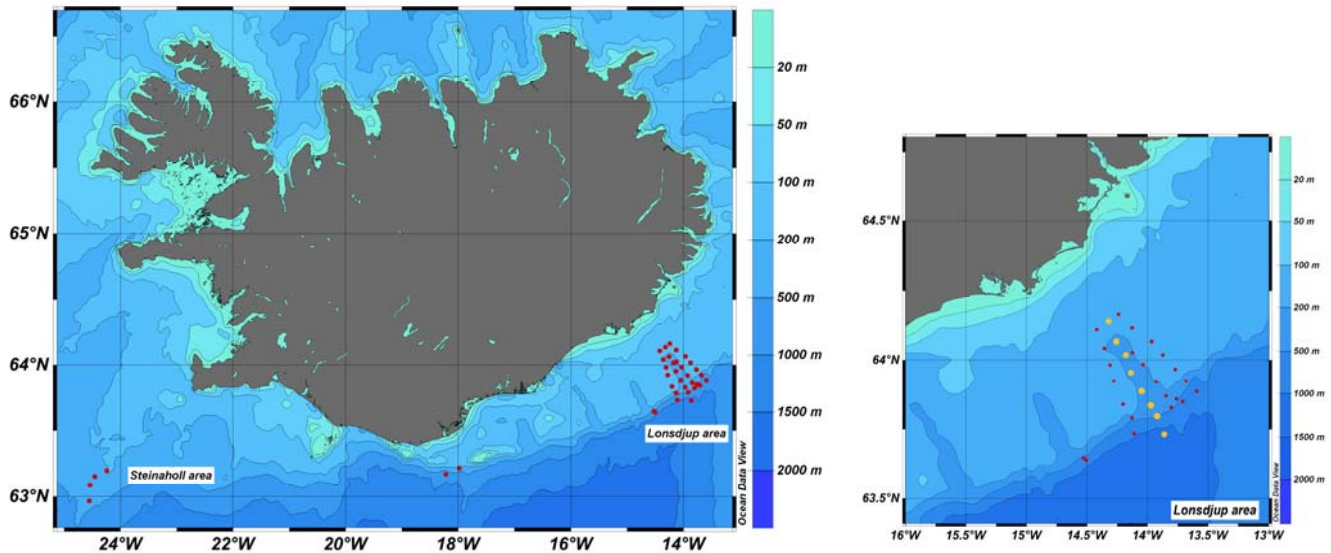 66°N
65°N
64°N
63°N
24°W
22°W
20°W
18°W
16°W
14°W
Steinaholl area
Lonsdjup area
Ocean Data View
20 m
50 m
100 m
200 m
500 m
1000 m
1500 m
2000 m
64.5°N
64°N
63.5°N
16°W
15.5°W
15°W
14.5°W
14°W
13.5°W
13°W
Lonsdjup area
Ocean Data View
20 m
50 m
100 m
200 m
500 m
1000 m
1500 m
2000 m